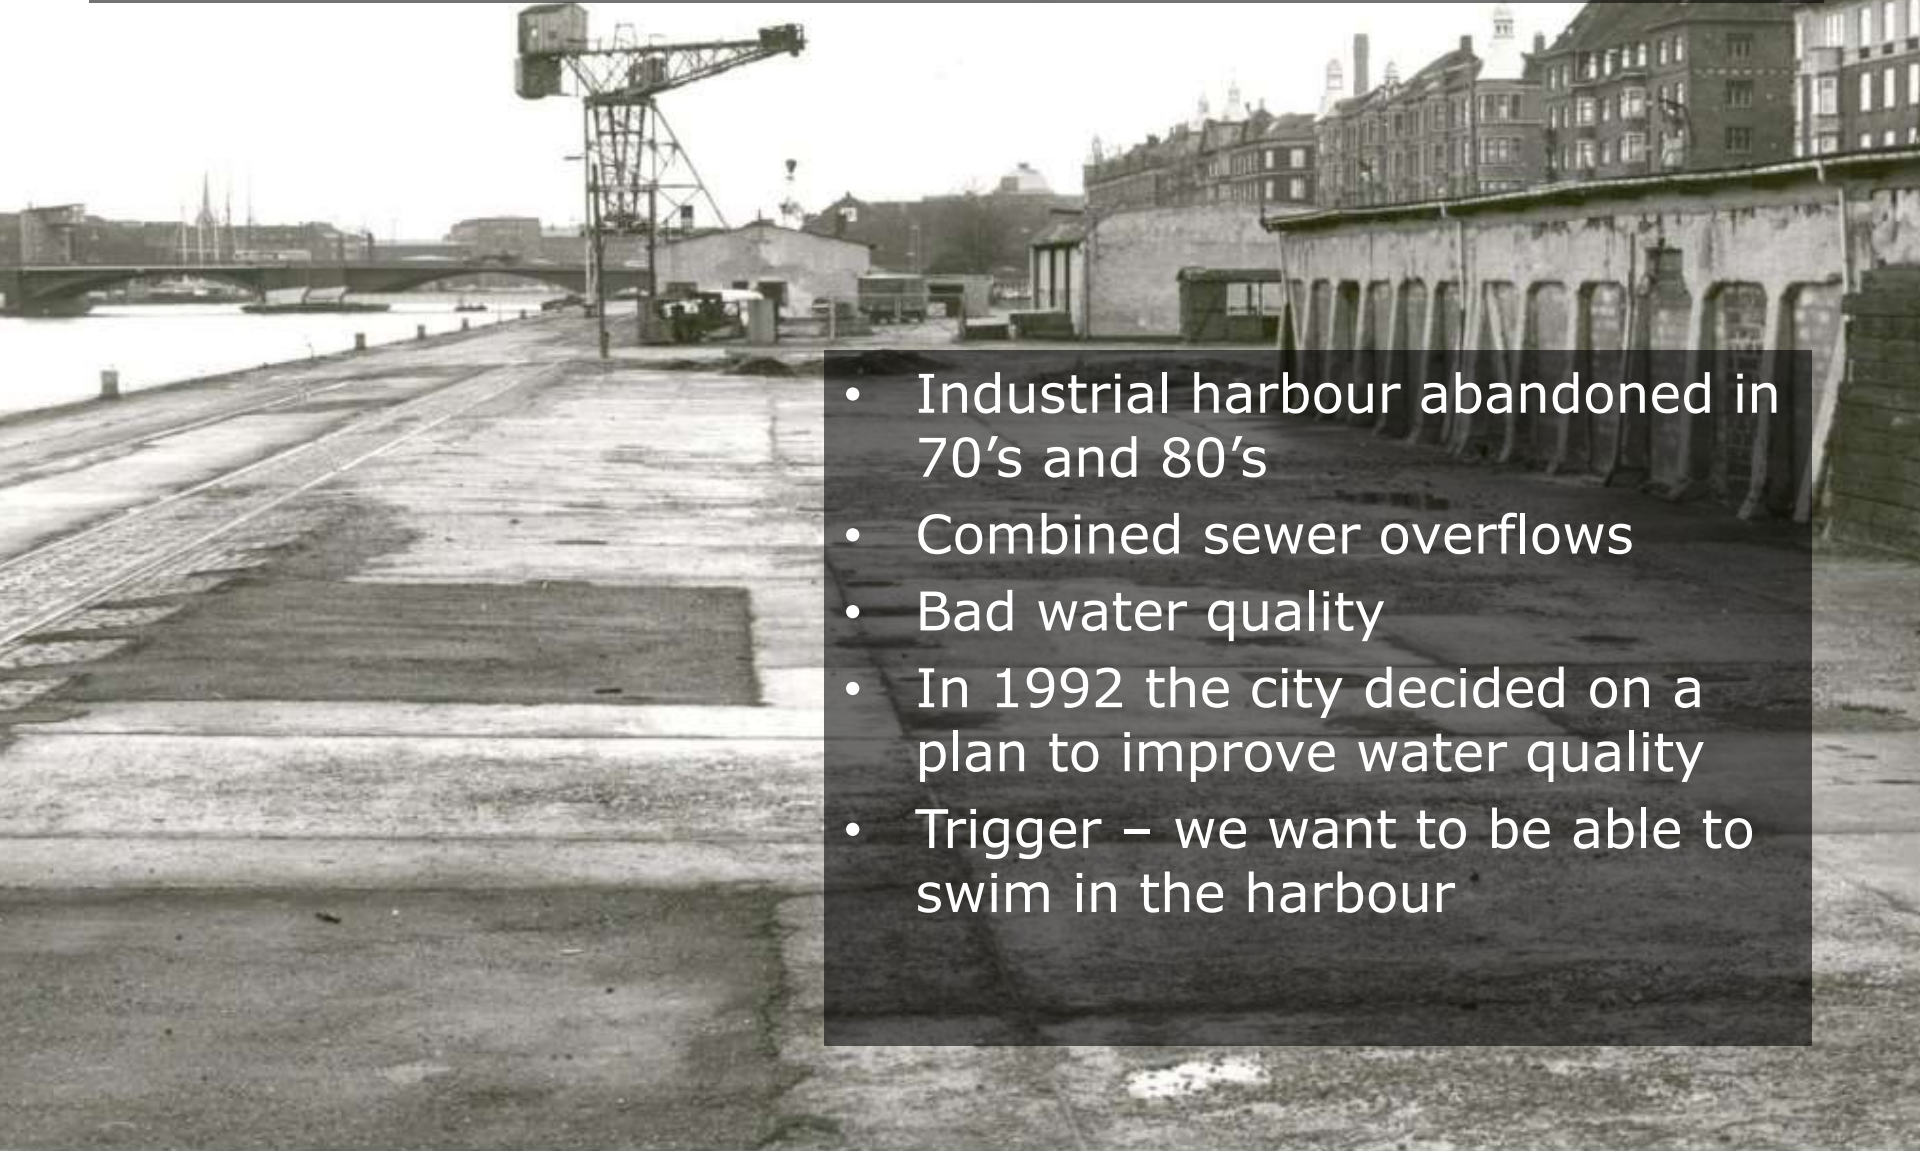 • Industrial harbour abandoned in
70’s and 80’s
• Combined sewer overflows
• Bad water quality
• In 1992 the city decided on a
plan to improve water quality
• Trigger – we want to be able to
swim in the harbour